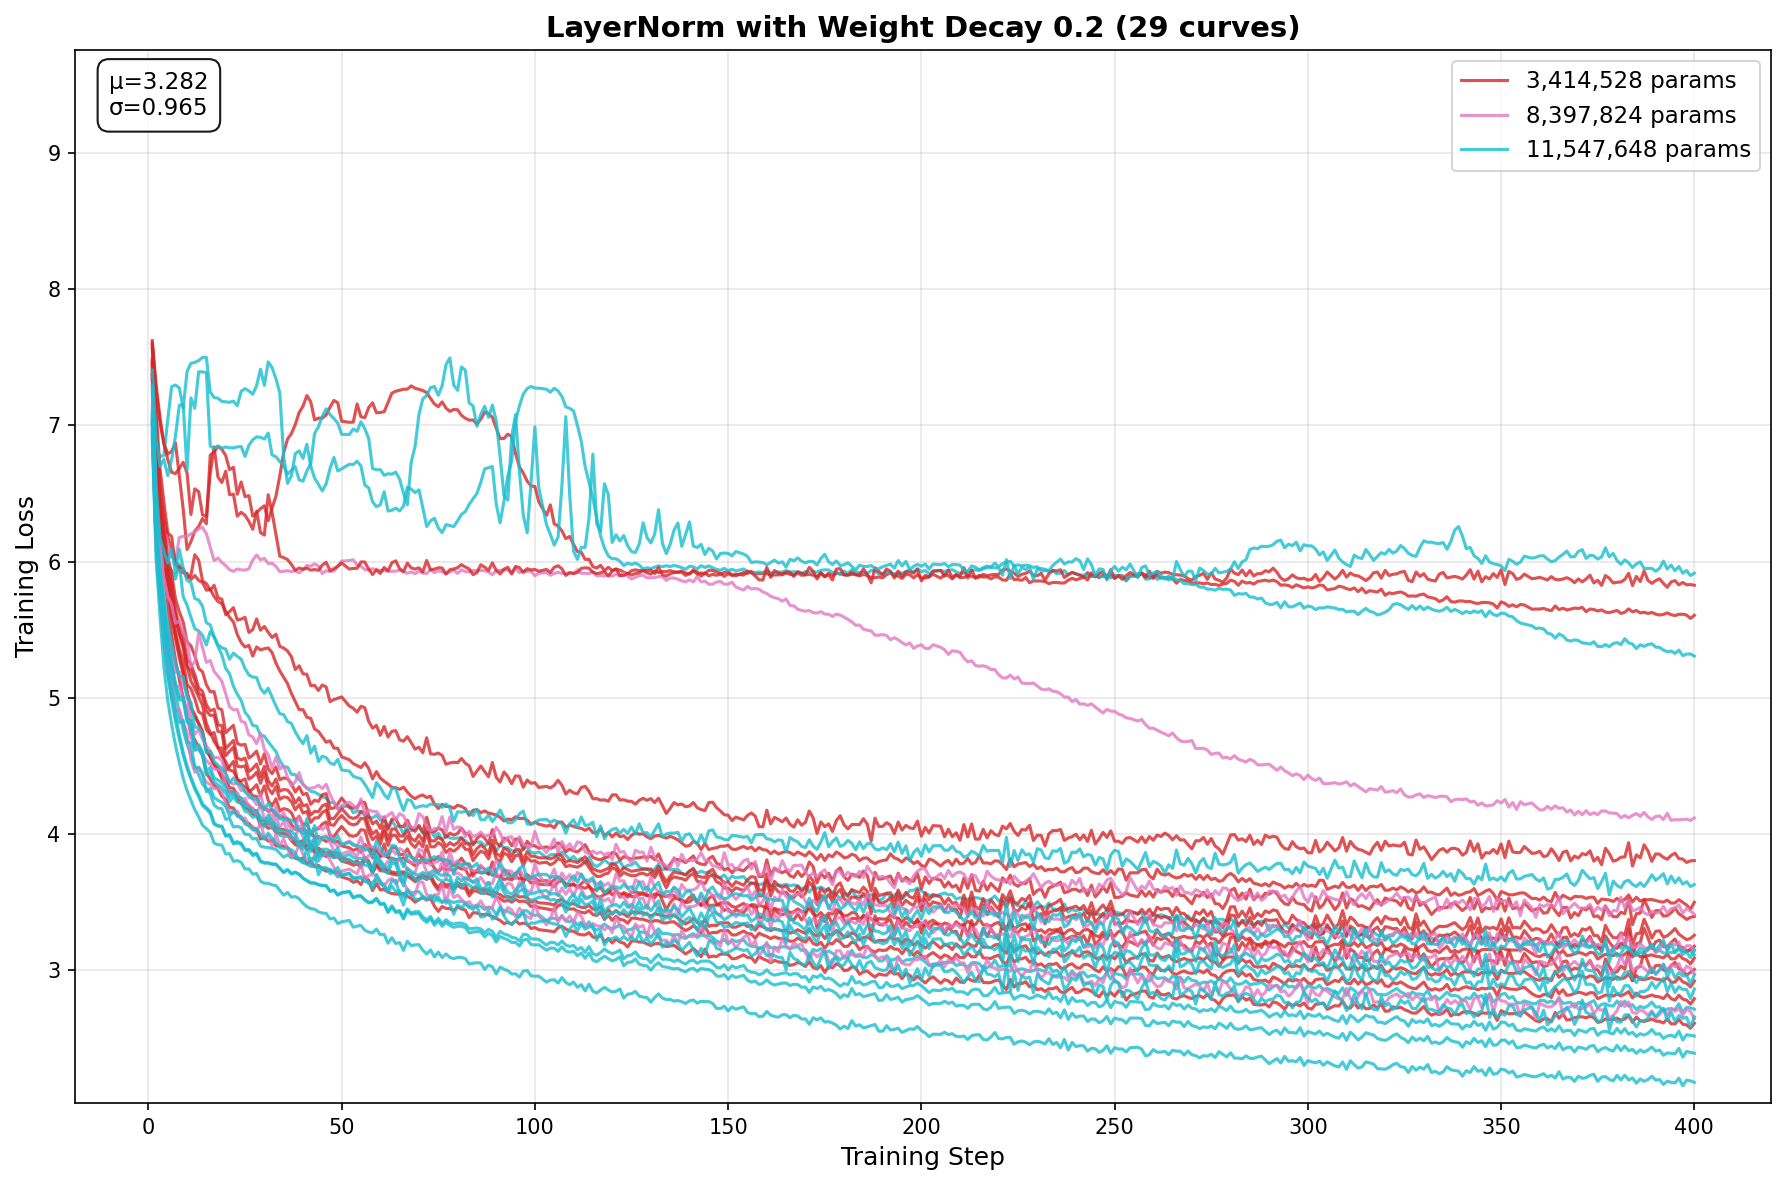 LayerNorm with Weight Decay 0.2 (29 curves)
μ=3.282
σ=0.965
3,414,528 params
8,397,824 params
11,547,648 params
9
8
7
6
5
4
3
Training Loss
0 50 100 150 200 250 300 350 400
Training Step